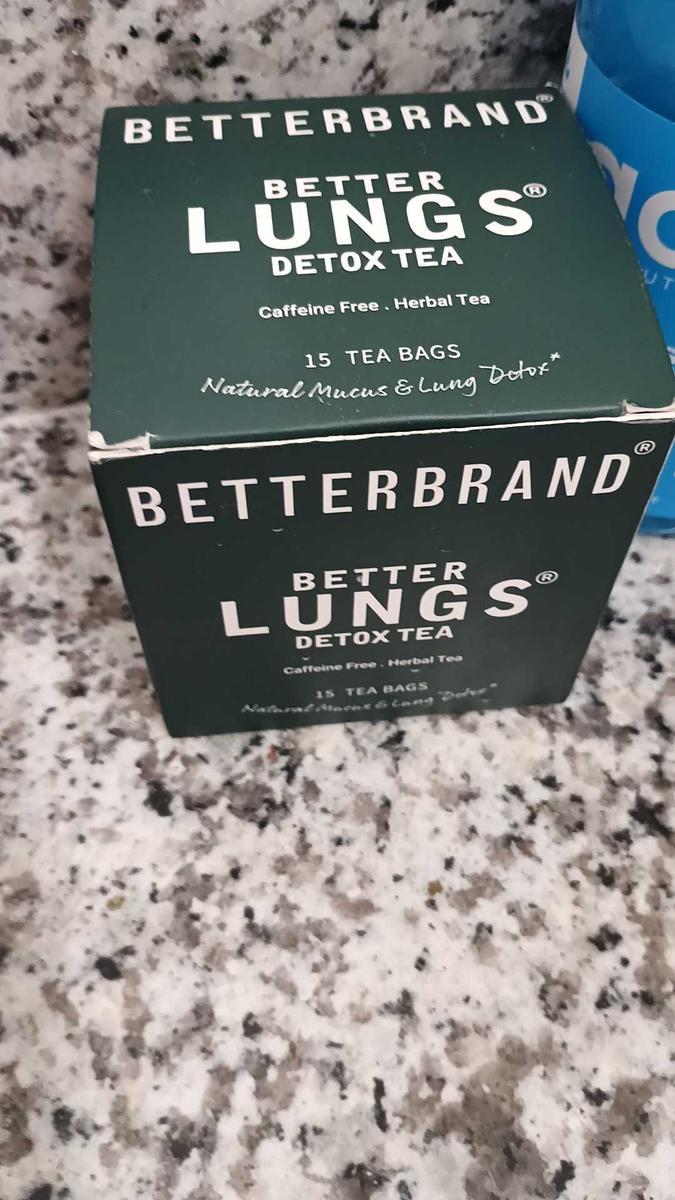 BETTERBRAND®
BETTER
LUNGS®
DETOX TEA
Caffeine Free . Herbal Tea
15 TEA BAGS
Natural Mucus & Lung Detox*
BETTERBRAND®
BETTER
LUNGS®
DETOX TEA
Caffeine Free . Herbal Tea
15 TEA BAGS
Natural Mucus & Lung Detox*